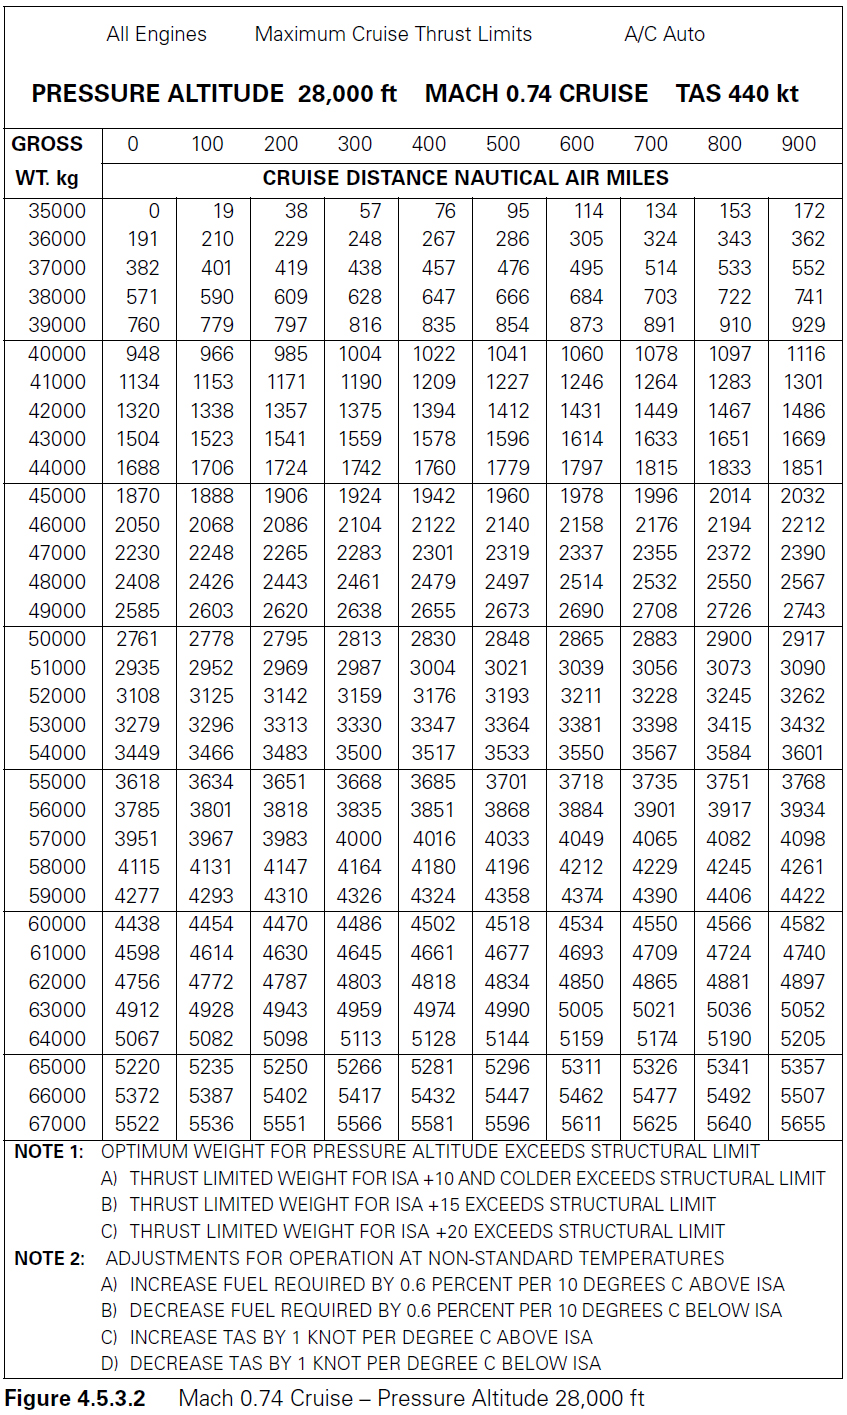 All Engines Maximum Cruise Thrust Limits A/C Auto
PRESSURE ALTITUDE 28,000 ft MACH 0.74 CRUISE TAS 440 kt
GROSS 0 100 200 300 400 500 600 700 800 900
WT. kg CRUISE DISTANCE NAUTICAL AIR MILES
35000 0 19 38 57 76 95 114 134 153 172
36000 191 210 229 248 267 286 305 324 343 362
37000 382 401 419 438 457 476 495 514 533 552
38000 571 590 609 628 647 666 684 703 722 741
39000 760 779 797 816 835 854 873 891 910 929
40000 948 966 985 1004 1022 1041 1060 1078 1097 1116
41000 1134 1153 1171 1190 1209 1227 1246 1264 1283 1301
42000 1320 1338 1357 1375 1394 1412 1431 1449 1467 1486
43000 1504 1523 1541 1559 1578 1596 1614 1633 1651 1669
44000 1688 1706 1724 1742 1760 1779 1797 1815 1833 1851
45000 1870 1888 1906 1924 1942 1960 1978 1996 2014 2032
46000 2050 2068 2086 2104 2122 2140 2158 2176 2194 2212
47000 2230 2248 2265 2283 2301 2319 2337 2355 2372 2390
48000 2408 2426 2443 2461 2479 2497 2514 2532 2550 2567
49000 2585 2603 2620 2638 2655 2673 2690 2708 2726 2743
50000 2761 2778 2795 2813 2830 2848 2865 2883 2900 2917
51000 2935 2952 2969 2987 3004 3021 3039 3056 3073 3090
52000 3108 3125 3142 3159 3176 3193 3211 3228 3245 3262
53000 3279 3296 3313 3330 3347 3364 3381 3398 3415 3432
54000 3449 3466 3483 3500 3517 3533 3550 3567 3584 3601
55000 3618 3634 3651 3668 3685 3701 3718 3735 3751 3768
56000 3785 3801 3818 3835 3851 3868 3884 3901 3917 3934
57000 3951 3967 3983 4000 4016 4033 4049 4065 4082 4098
58000 4115 4131 4147 4164 4180 4196 4212 4229 4245 4261
59000 4277 4293 4310 4326 4324 4358 4374 4390 4406 4422
60000 4438 4454 4470 4486 4502 4518 4534 4550 4566 4582
61000 4598 4614 4630 4645 4661 4677 4693 4709 4724 4740
62000 4756 4772 4787 4803 4818 4834 4850 4865 4881 4897
63000 4912 4928 4943 4959 4974 4990 5005 5021 5036 5052
64000 5067 5082 5098 5113 5128 5144 5159 5174 5190 5205
65000 5220 5235 5250 5266 5281 5296 5311 5326 5341 5357
66000 5372 5387 5402 5417 5432 5447 5462 5477 5492 5507
67000 5522 5536 5551 5566 5581 5596 5611 5625 5640 5655
NOTE 1: OPTIMUM WEIGHT FOR PRESSURE ALTITUDE EXCEEDS STRUCTURAL LIMIT
A) THRUST LIMITED WEIGHT FOR ISA +10 AND COLDER EXCEEDS STRUCTURAL LIMIT
B) THRUST LIMITED WEIGHT FOR ISA +15 EXCEEDS STRUCTURAL LIMIT
C) THRUST LIMITED WEIGHT FOR ISA +20 EXCEEDS STRUCTURAL LIMIT
NOTE 2: ADJUSTMENTS FOR OPERATION AT NON-STANDARD TEMPERATURES
A) INCREASE FUEL REQUIRED BY 0.6 PERCENT PER 10 DEGREES C ABOVE ISA
B) DECREASE FUEL REQUIRED BY 0.6 PERCENT PER 10 DEGREES C BELOW ISA
C) INCREASE TAS BY 1 KNOT PER DEGREE C ABOVE ISA
D) DECREASE TAS BY 1 KNOT PER DEGREE C BELOW ISA
Figure 4.5.3.2 Mach 0.74 Cruise – Pressure Altitude 28,000 ft